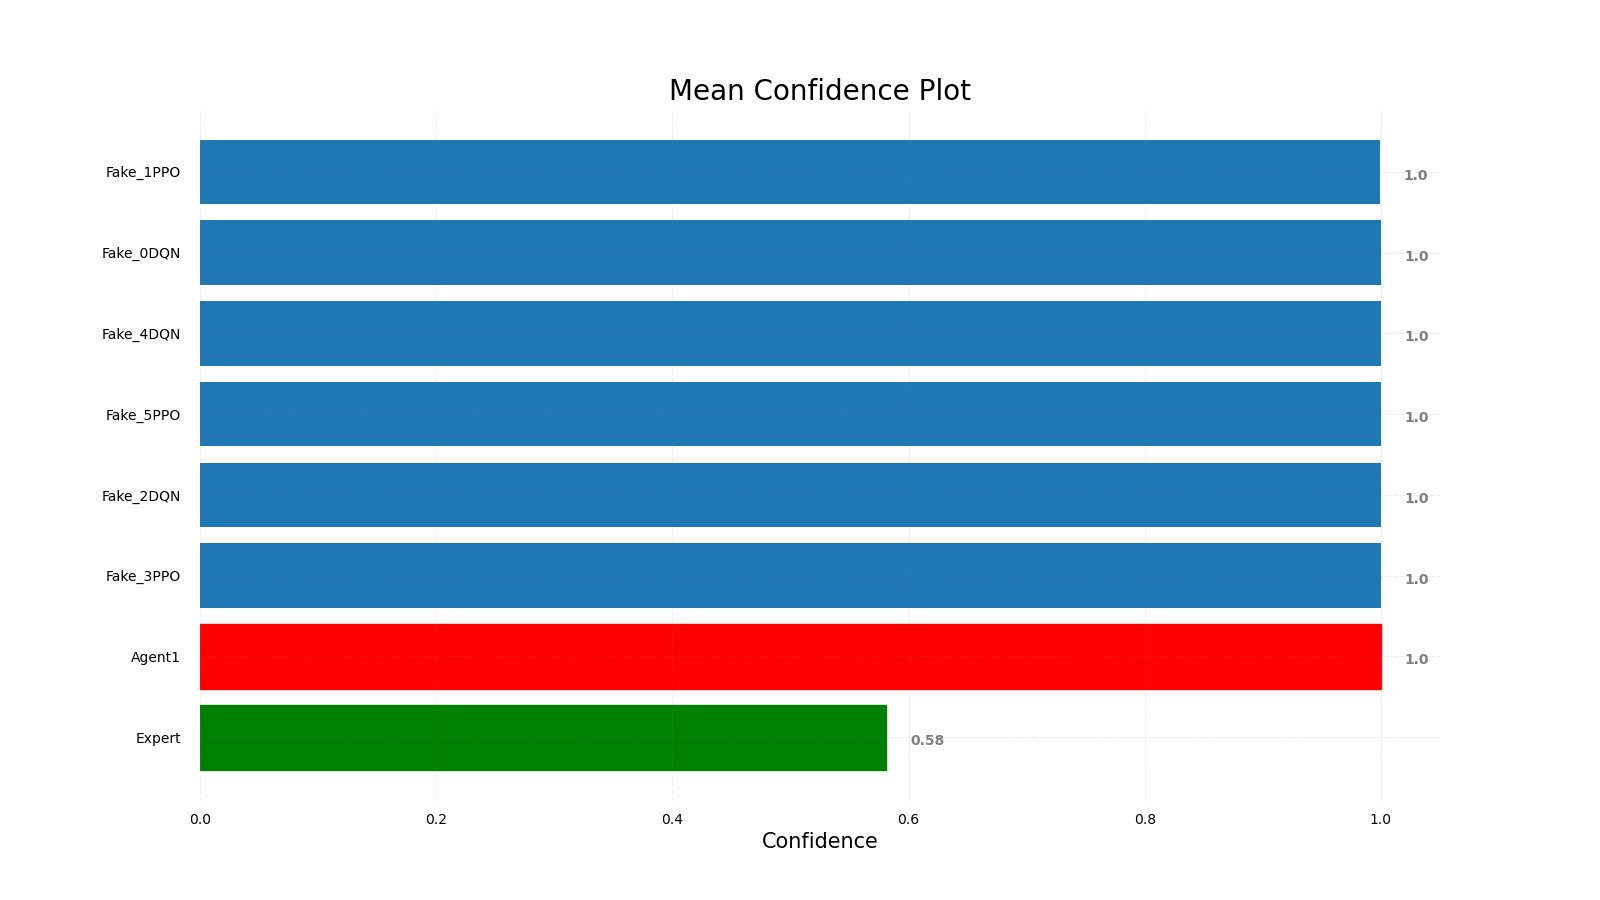 Mean Confidence Plot
Fake_1PPO 1.0
Fake_0DQN 1.0
Fake_4DQN 1.0
Fake_5PPO 1.0
Fake_2DQN 1.0
Fake_3PPO 1.0
Agent1 1.0
Expert 0.58
0.0 0.2 0.4 0.6 0.8 1.0
Confidence